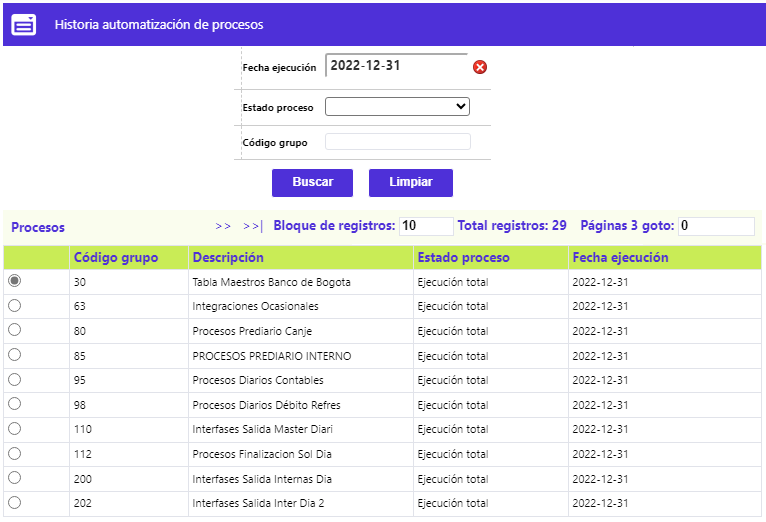 Historia automatización de procesos
Fecha ejecución 2022-12-31
Estado proceso
Código grupo
Buscar Limpiar
Procesos >> >>| Bloque de registros: 10 Total registros: 29 Páginas 3 goto: 0
Código grupo Descripción Estado proceso Fecha ejecución
30 Tabla Maestros Banco de Bogota Ejecución total 2022-12-31
63 Integraciones Ocasionales Ejecución total 2022-12-31
80 Procesos Prediario Canje Ejecución total 2022-12-31
85 PROCESOS PREDIARIO INTERNO Ejecución total 2022-12-31
95 Procesos Diarios Contables Ejecución total 2022-12-31
98 Procesos Diarios Débito Refres Ejecución total 2022-12-31
110 Interfases Salida Master Diari Ejecución total 2022-12-31
112 Procesos Finalizacion Sol Dia Ejecución total 2022-12-31
200 Interfases Salida Internas Dia Ejecución total 2022-12-31
202 Interfases Salida Inter Dia 2 Ejecución total 2022-12-31